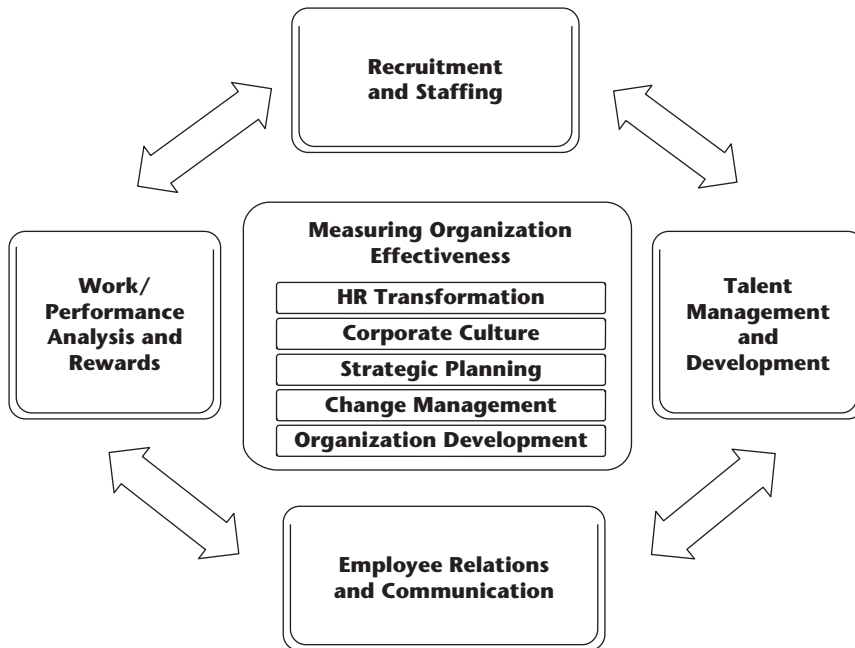 Recruitment
and Staffing
Measuring Organization
Effectiveness
HR Transformation
Corporate Culture
Strategic Planning
Change Management
Organization Development
Work/
Performance
Analysis and
Rewards
Talent
Management
and
Development
Employee Relations
and Communication